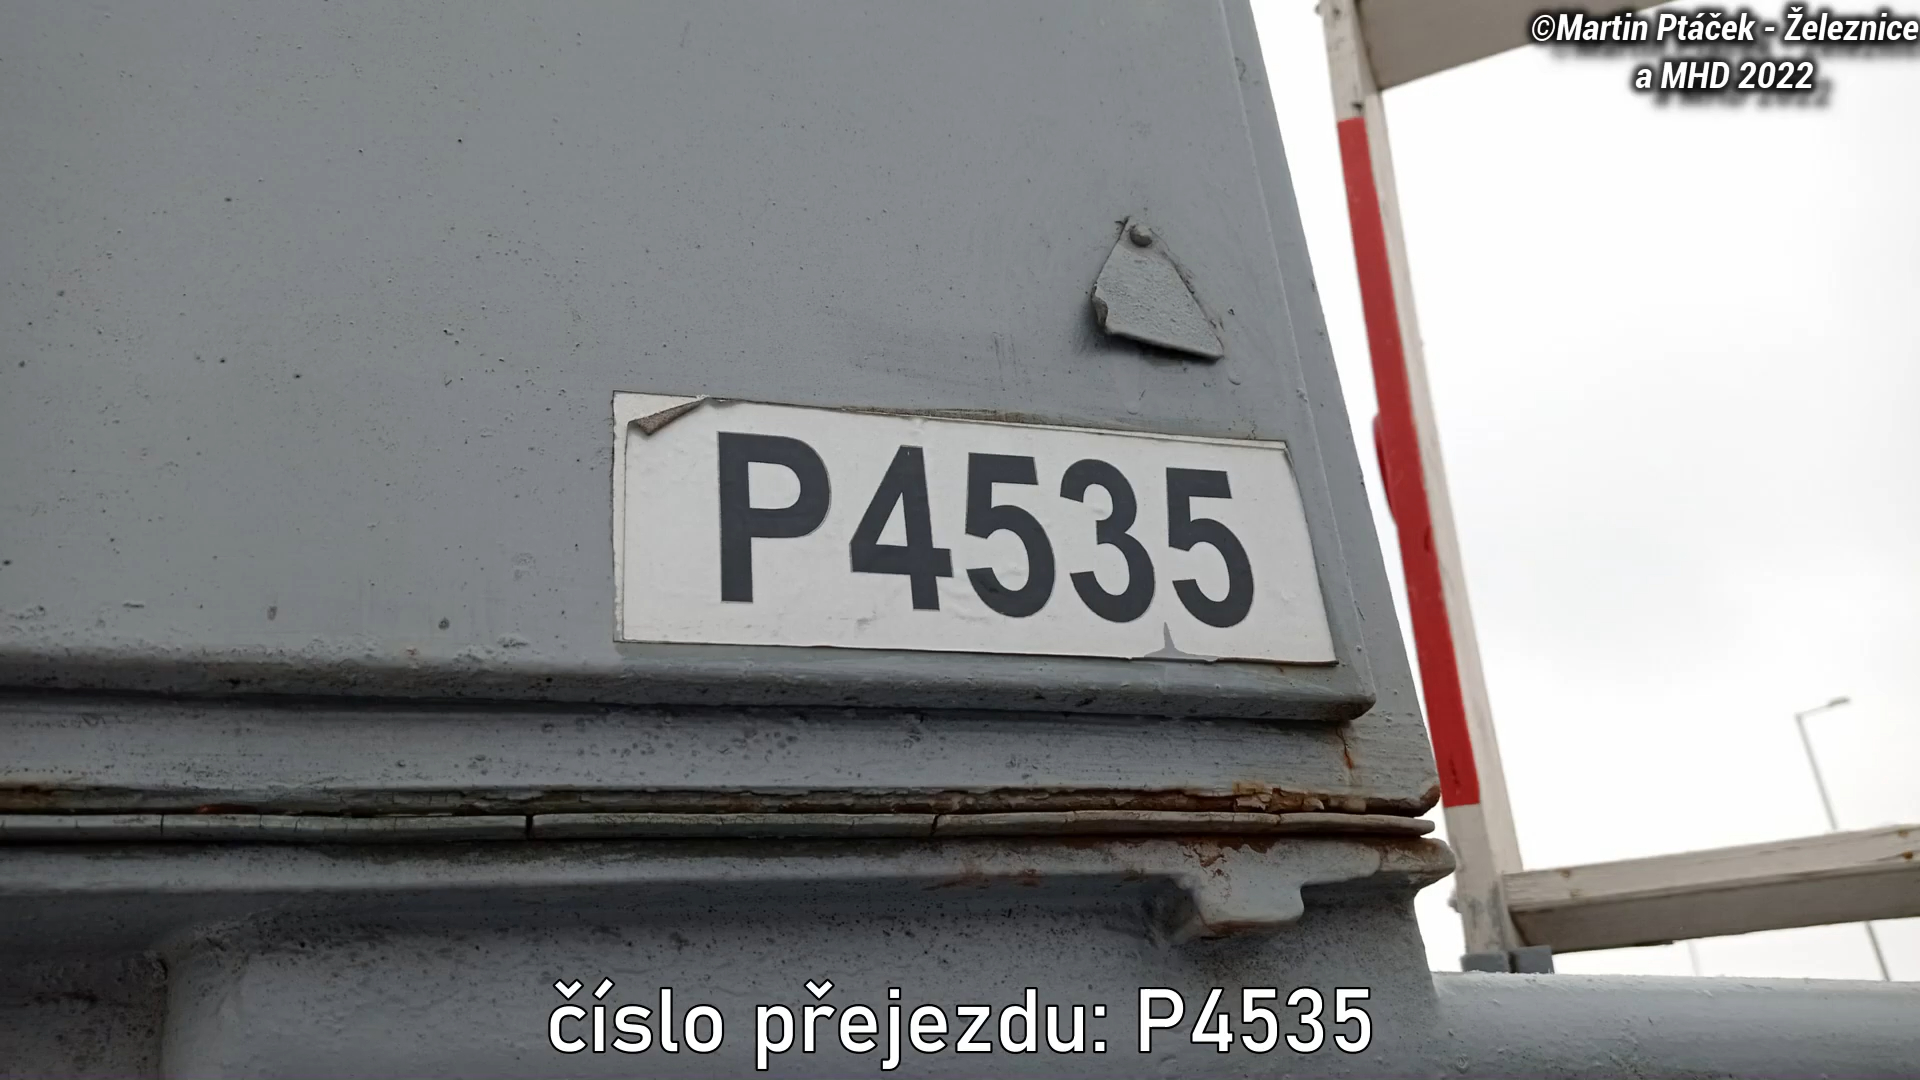 ©Martin Ptáček - Železnice
a MHD 2022
P4535
číslo přejezdu: P4535